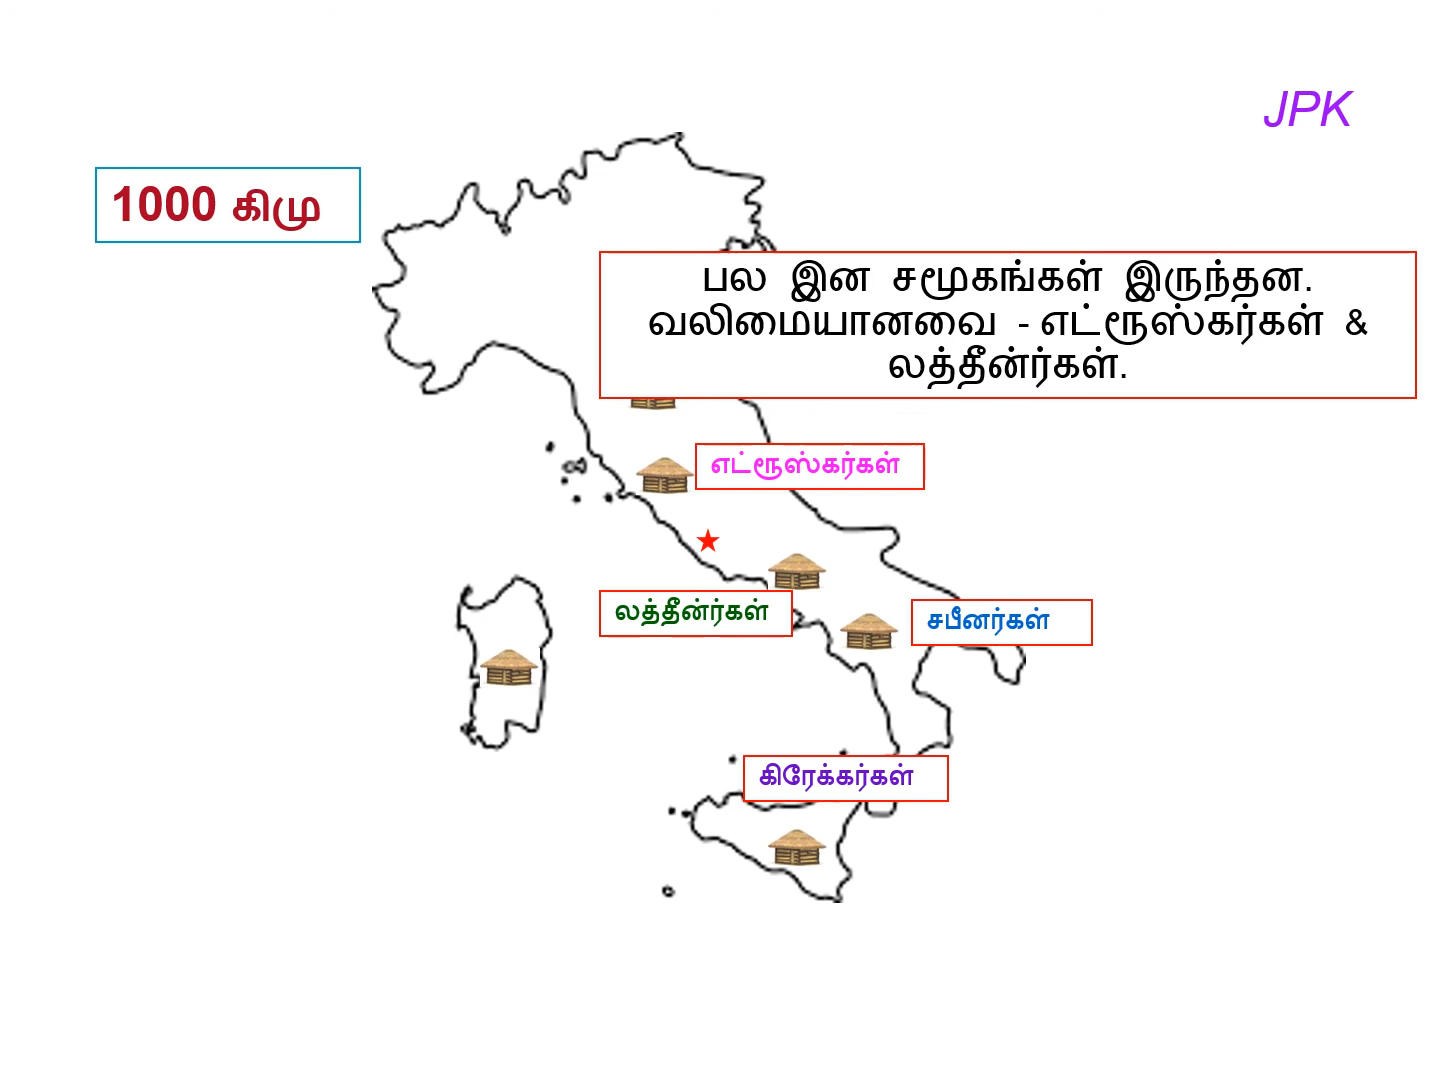 JPK
1000 கிமு
பல இன சமூகங்கள் இருந்தன.
வலிமையானவை - எட்ரூஸ்கர்கள் &
லத்தீன்ர்கள்.
எட்ரூஸ்கர்கள்
லத்தீன்ர்கள்
சபீனர்கள்
கிரேக்கர்கள்